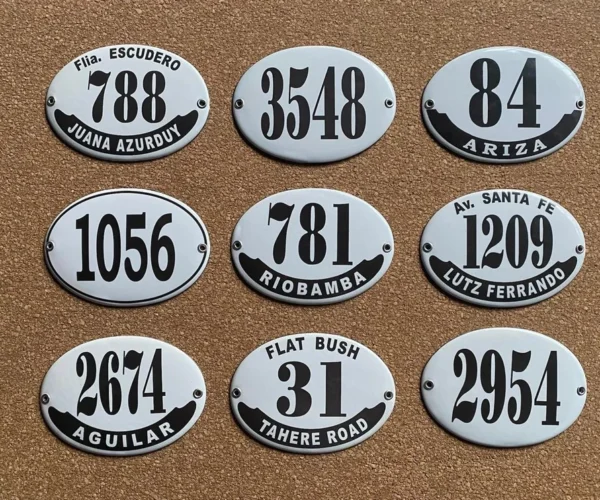 Flia. ESCUDERO
788
JUANA AZURDUY
3548
84
ARIZA
1056
781
RIOBAMBA
Av. SANTA FE
1209
LUTZ FERRANDO
2674
AGUILAR
FLAT BUSH
31
TAHERE ROAD
2954